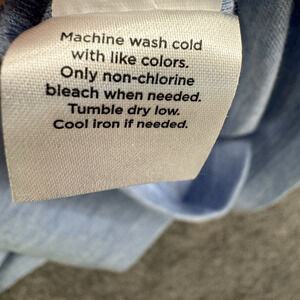 Machine wash cold
with like colors.
Only non-chlorine
bleach when needed.
Tumble dry low.
Cool iron if needed.